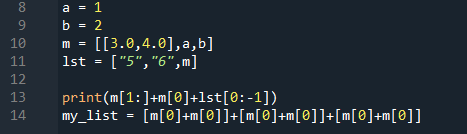 8 a = 1
9 b = 2
10 m = [[3.0,4.0],a,b]
11 lst = ["5","6",m]
12
13 print(m[1:]+m[0]+lst[0:-1])
14 my_list = [m[0]+m[0]]+[m[0]+m[0]]+[m[0]+m[0]]